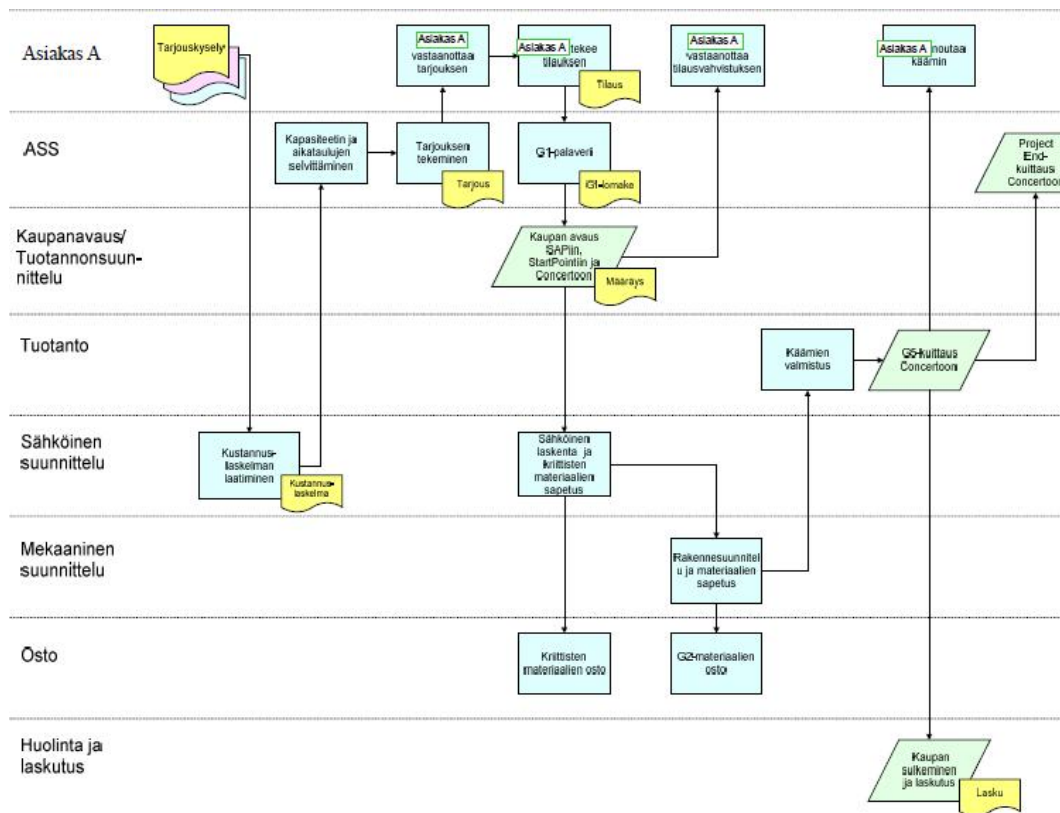 Asiakas A
Tarjouskysely
Asiakas A
vastaanottaa
tarjouksen
Asiakas A tekee
tilauksen
Tilaus
Asiakas A
vastaanottaa
tilausvahvistuksen
Asiakas A noutaa
käämin
ASS
Kapasiteetin ja
aikataulujen
selvittäminen
Tarjouksen
tekeminen
Tarjous
G1-palaveri
G1-lomake
Project
End-
kuittaus
Concertoon
Kaupanavaus/
Tuotannonsuun-
nittelu
Kaupan avaus
SAPiin,
StartPointiin ja
Concertoon
Määräys
Tuotanto
Käämien
valmistus
G5-kuittaus
Concertoon
Sähköinen
suunnittelu
Kustannus-
laskelman
laatiminen
Kustannus-
laskelma
Sähköinen
laskenta ja
kriittisten
materiaalien
sapetus
Mekaaninen
suunnittelu
Rakennesuunnitel
u ja materiaalien
sapetus
Osto
Kriittisten
materiaalien osto
G2-materiaalien
osto
Huolinta ja
laskutus
Kaupan
sulkeminen
ja laskutus
Lasku